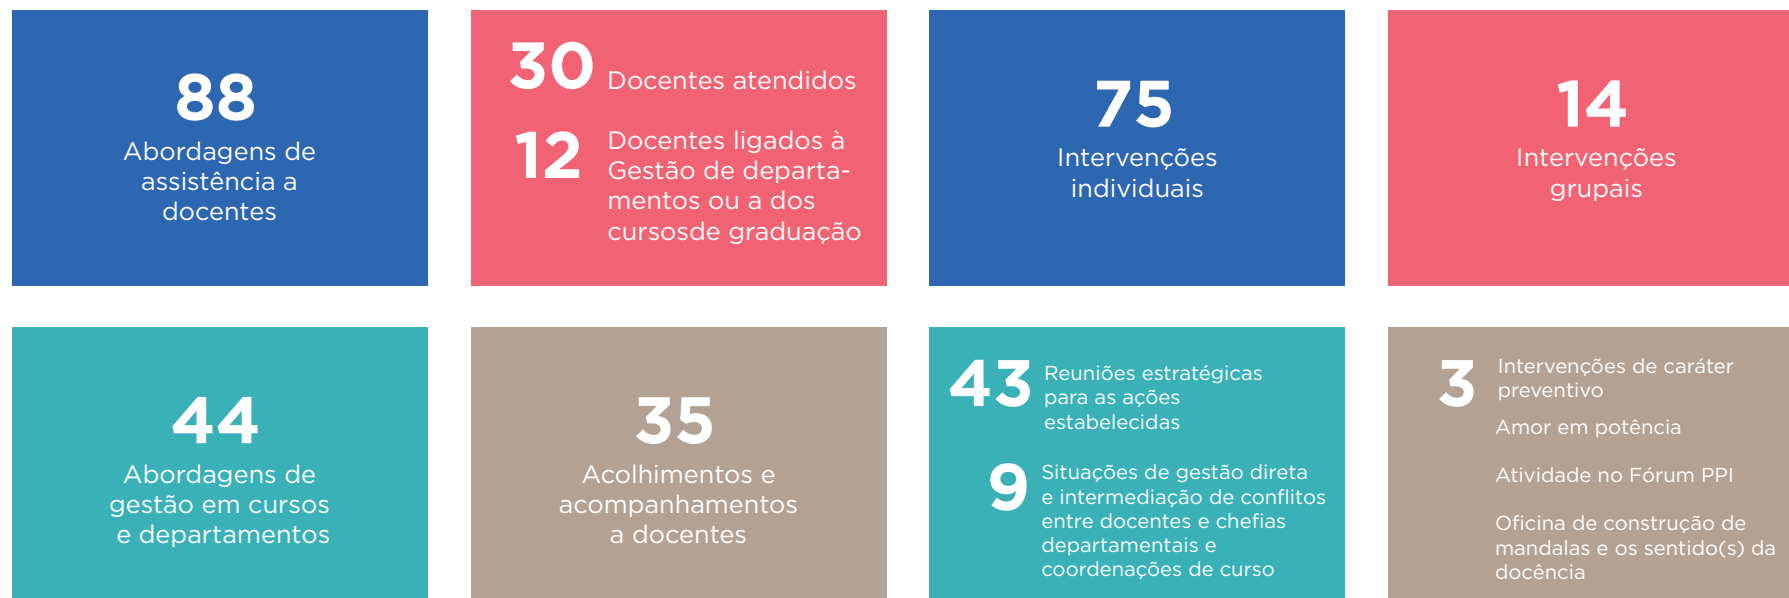 88
Abordagens de
assistência a
docentes
30
Docentes atendidos
12
Docentes ligados à
Gestão de departa-
mentos ou a dos
cursosde graduação
75
Intervenções
individuais
14
Intervenções
grupais
44
Abordagens de
gestão em cursos
e departamentos
35
Acolhimentos e
acompanhamentos
a docentes
43
Reuniões estratégicas
para as ações
estabelecidas
9
Situações de gestão direta
e intermediação de conflitos
entre docentes e chefias
departamentais e
coordenações de curso
3
Intervenções de caráter
preventivo
Amor em potência
Atividade no Fórum PPI
Oficina de construção de
mandalas e os sentido(s) da
docência